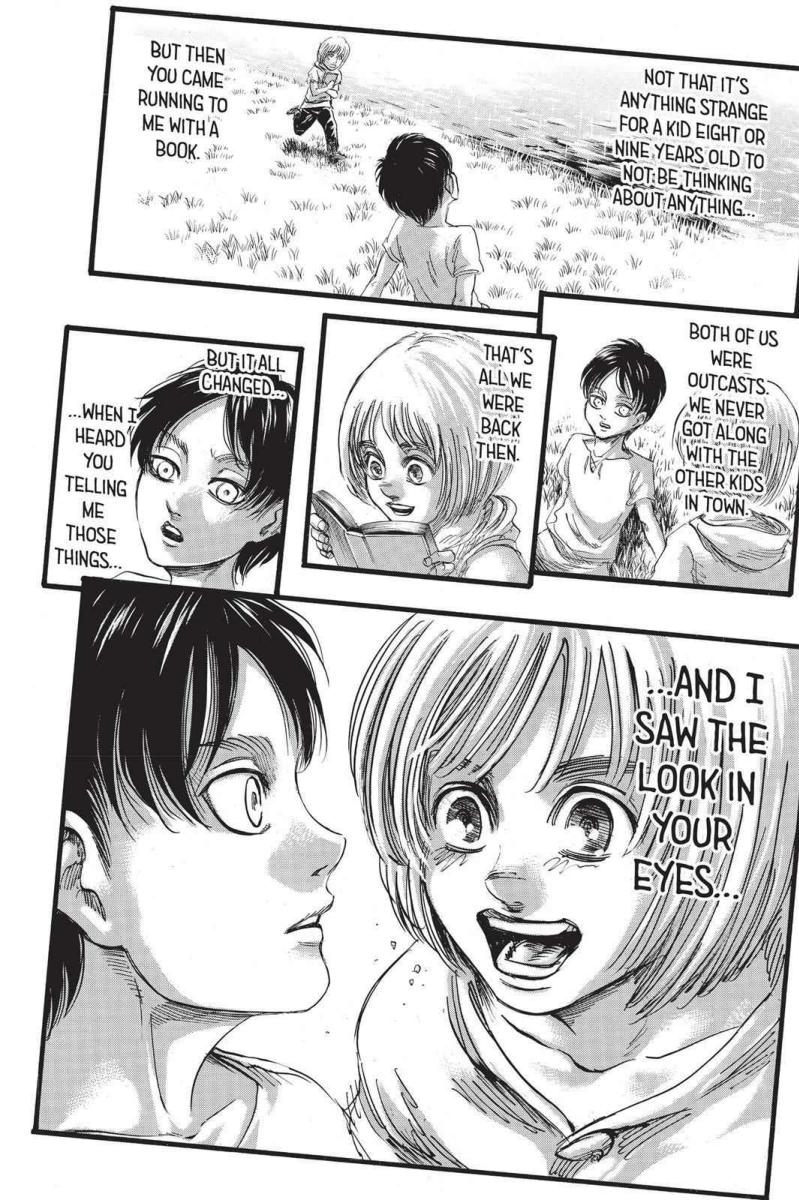 NOT THAT IT'S
ANYTHING STRANGE
FOR A KID EIGHT OR
NINE YEARS OLD TO
NOT BE THINKING
ABOUT ANYTHING...
BUT THEN
YOU CAME
RUNNING TO
ME WITH A
BOOK.
BOTH OF US
WERE
OUTCASTS.
WE NEVER
GOT ALONG
WITH THE
OTHER KIDS
IN TOWN.
THAT'S
ALL WE
WERE
BACK
THEN.
BUT IT ALL
CHANGED...
...WHEN I
HEARD
YOU
TELLING
ME
THOSE
THINGS...
...AND I
SAW THE
LOOK IN
YOUR
EYES...